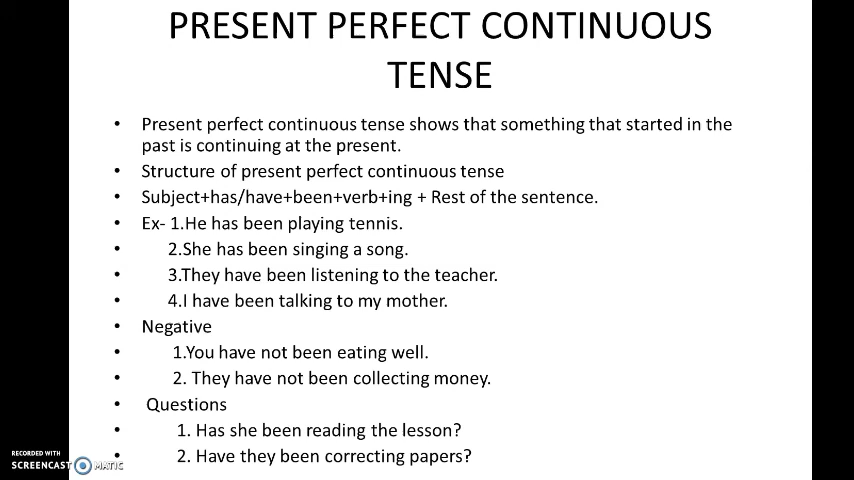 PRESENT PERFECT CONTINUOUS
TENSE
• Present perfect continuous tense shows that something that started in the
past is continuing at the present.
• Structure of present perfect continuous tense
• Subject+has/have+been+verb+ing + Rest of the sentence.
• Ex- 1.He has been playing tennis.
• 2.She has been singing a song.
• 3.They have been listening to the teacher.
• 4.I have been talking to my mother.
• Negative
• 1.You have not been eating well.
• 2. They have not been collecting money.
• Questions
• 1. Has she been reading the lesson?
• 2. Have they been correcting papers?
RECORDED WITH
SCREENCAST MATIC